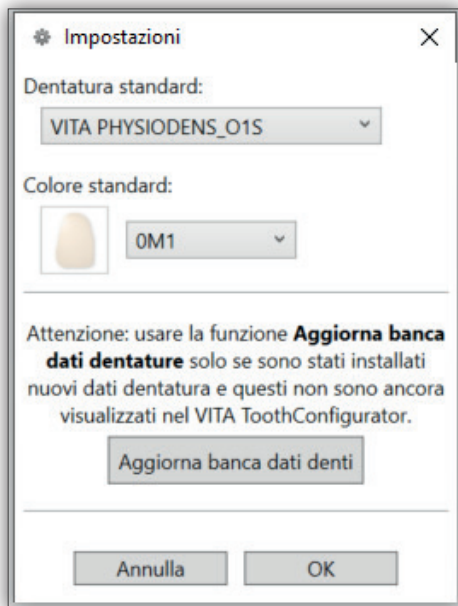 Impostazioni
Dentatura standard:
VITA PHYSIODENS_O1S
Colore standard:
0M1
Attenzione: usare la funzione Aggiorna banca
dati dentature solo se sono stati installati
nuovi dati dentatura e questi non sono ancora
visualizzati nel VITA ToothConfigurator.
Aggiorna banca dati denti
Annulla
OK